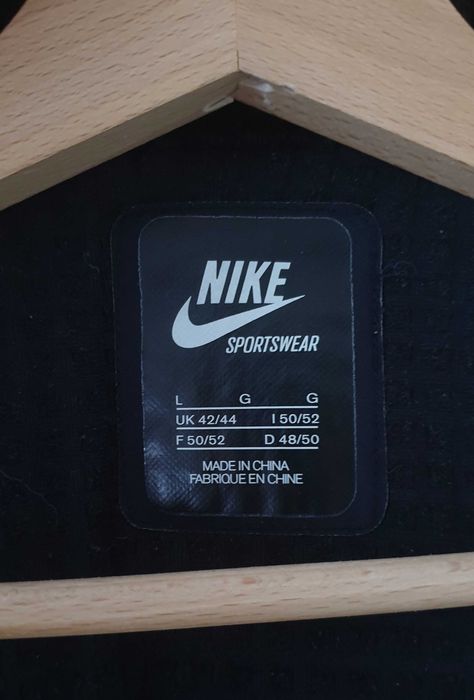 NIKE
SPORTSWEAR
L G G
UK 42/44 I 50/52
F 50/52 D 48/50
MADE IN CHINA
FABRIQUE EN CHINE